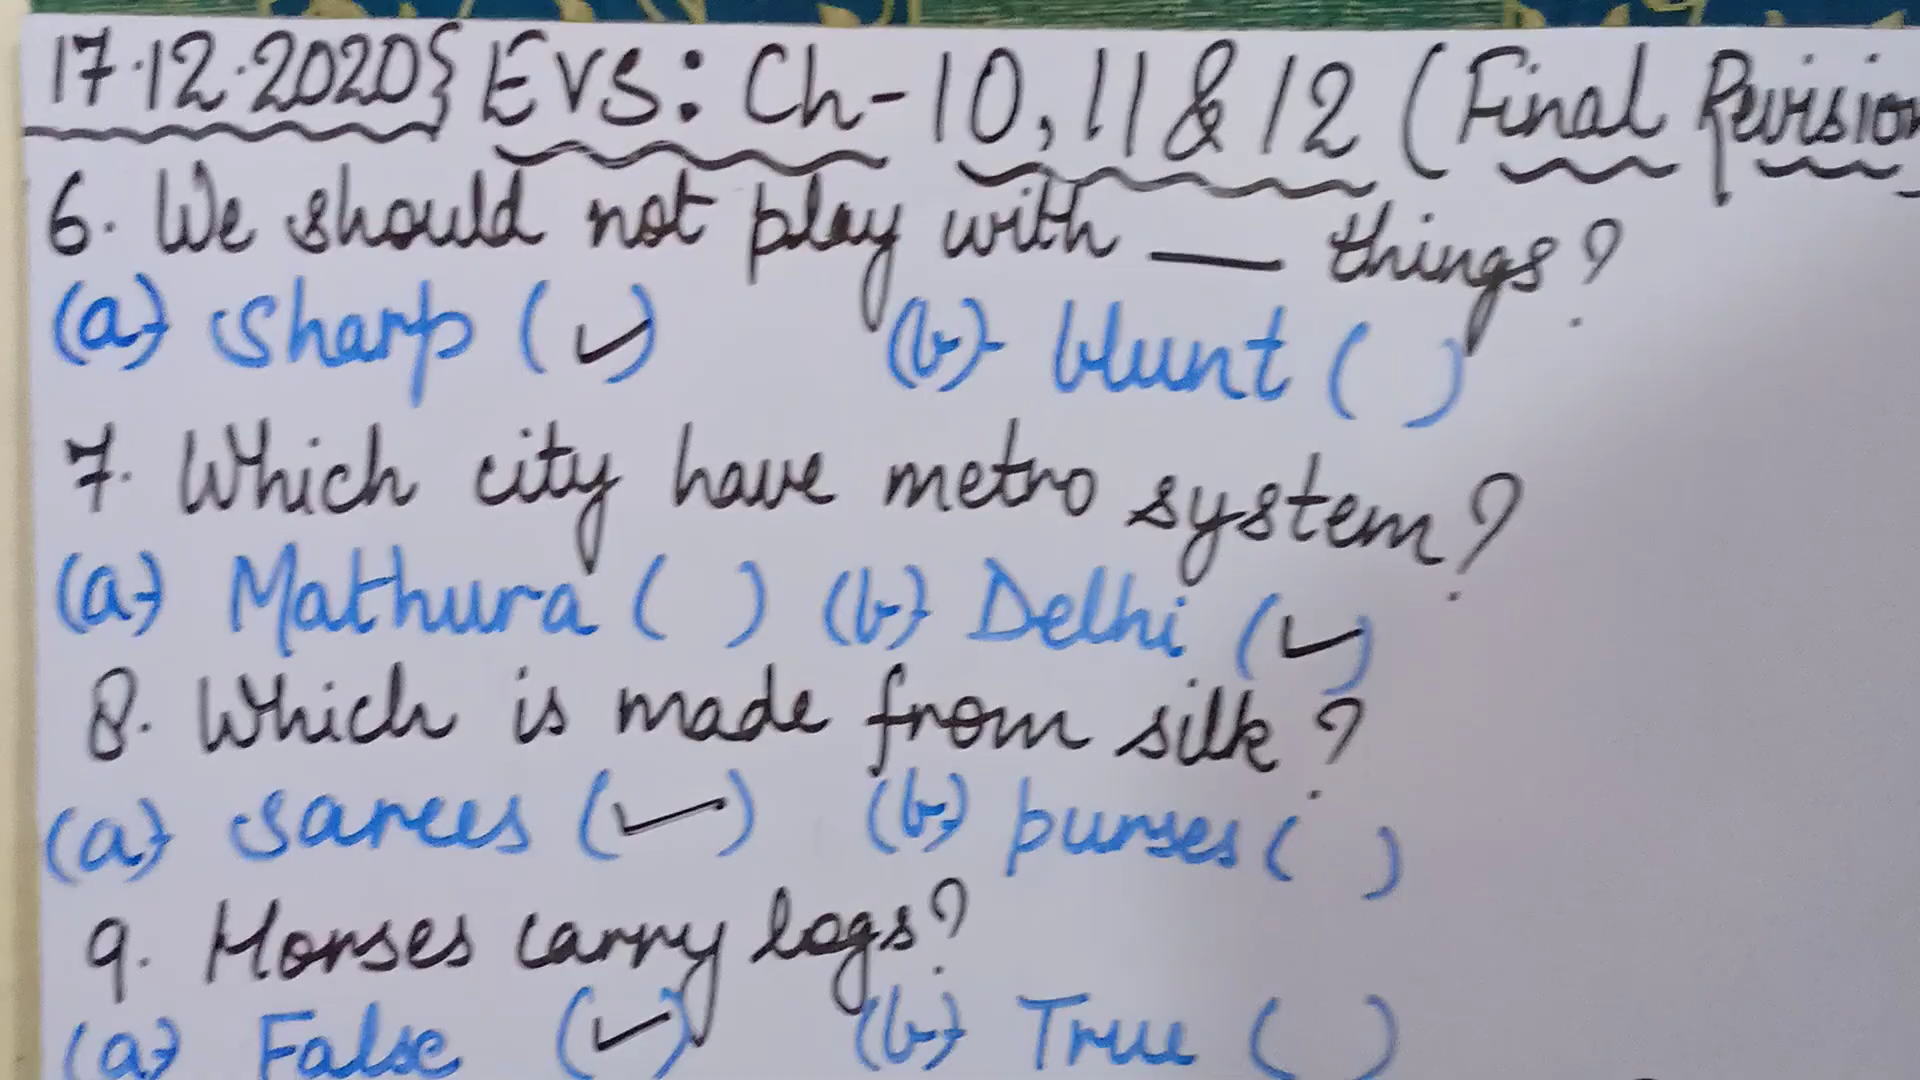 17.12.2020} EVS: Ch-10, 11 & 12 (Final Revision
6. We should not play with ___ things?
(a) Sharp (✓) (b) blunt ( )
7. Which city have metro system?
(a) Mathura ( ) (b) Delhi (✓)
8. Which is made from silk?
(a) Sarees (✓) (b) purses ( )
9. Horses carry logs?
(a) False (✓) (b) True ( )